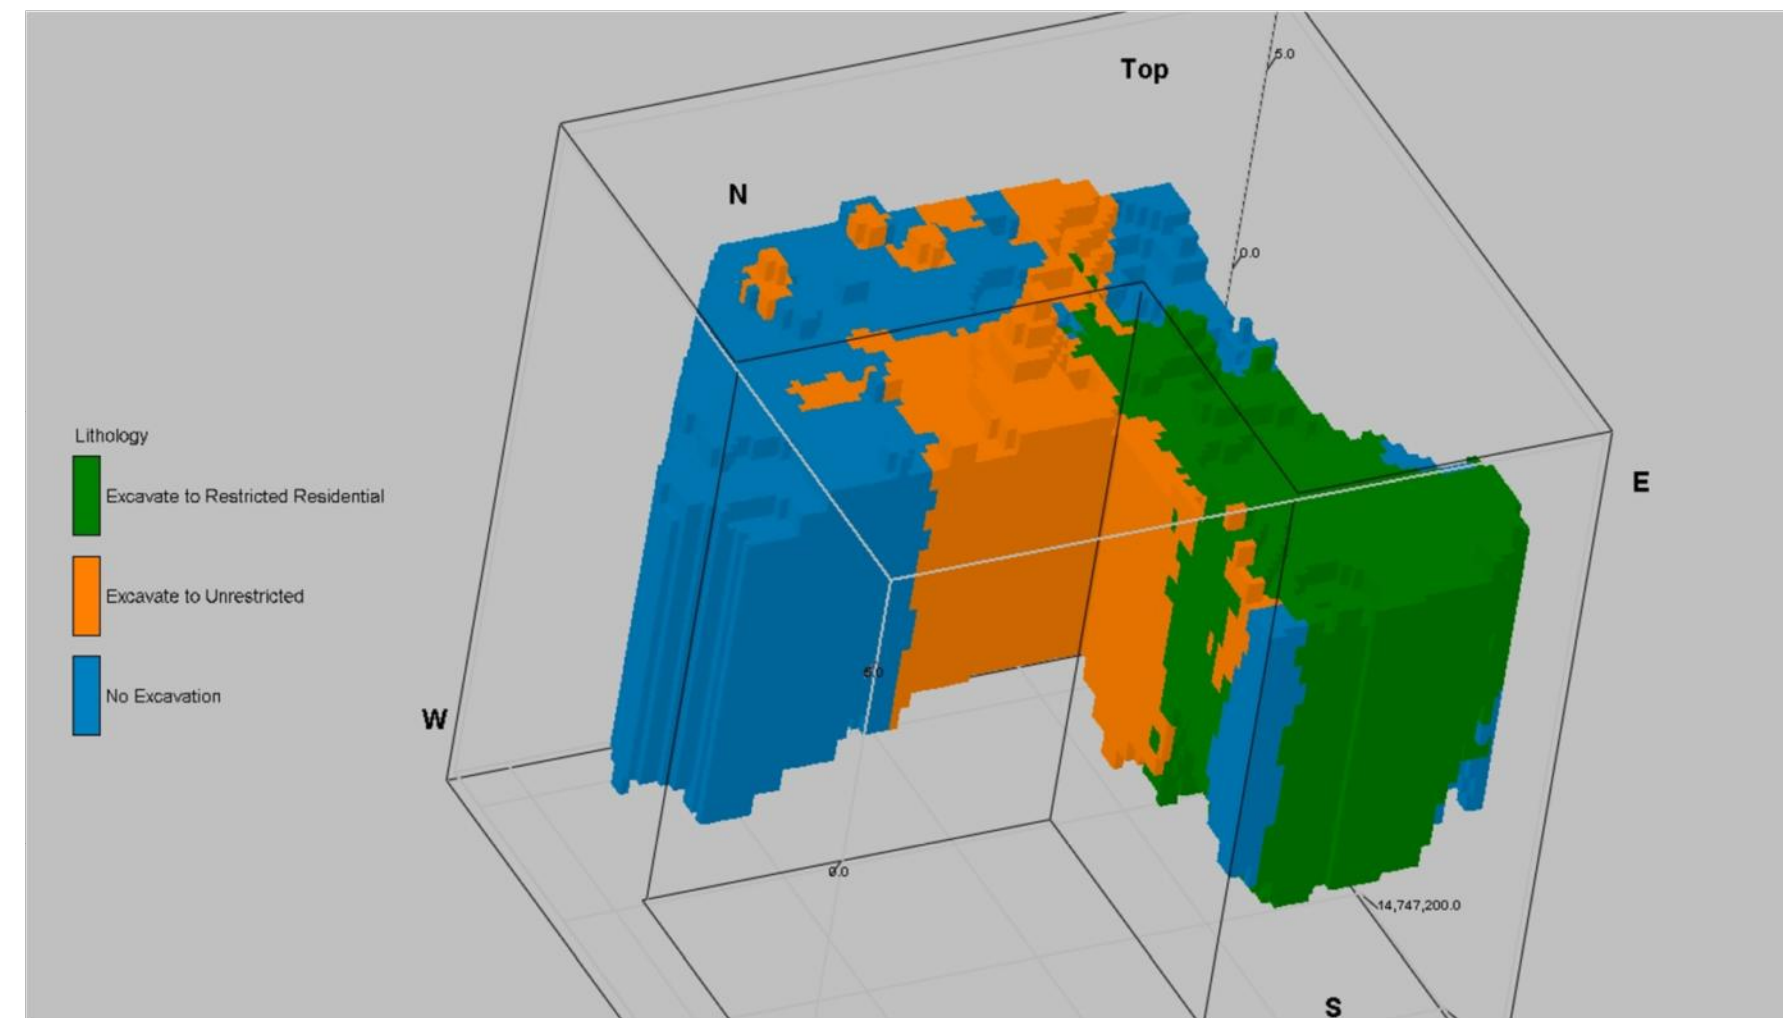 Top
5.0
N
0.0
E
Lithology
Excavate to Restricted Residential
Excavate to Unrestricted
No Excavation
W
5.0
0.0
14,747,200.0
S